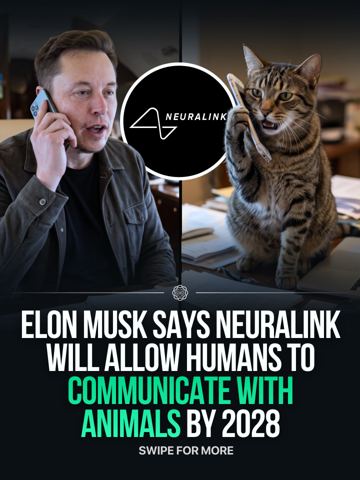 NEURALINK
ELON MUSK SAYS NEURALINK
WILL ALLOW HUMANS TO
COMMUNICATE WITH
ANIMALS BY 2028
SWIPE FOR MORE